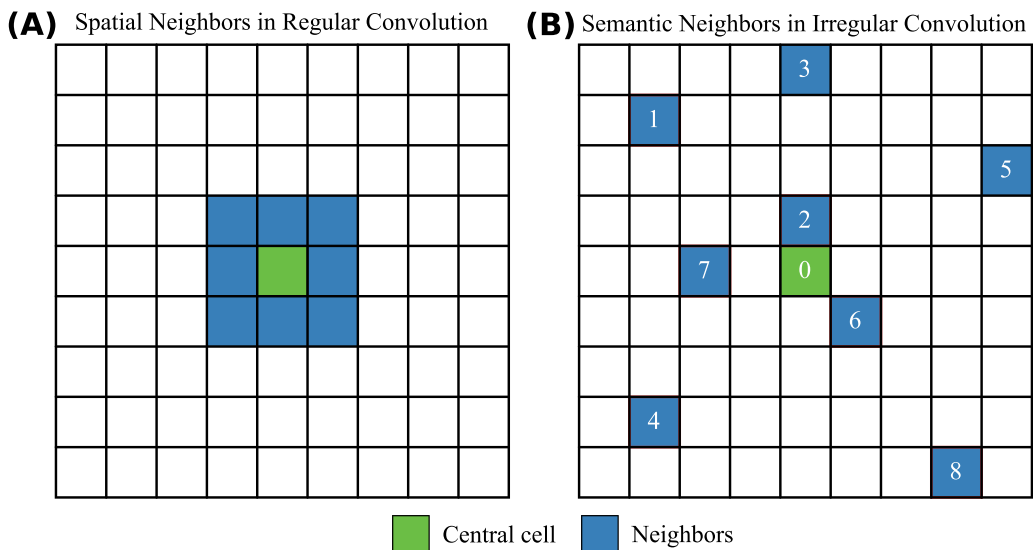 (A) Spatial Neighbors in Regular Convolution
(B) Semantic Neighbors in Irregular Convolution
3
1
5
2
7 0
6
4
8
Central cell Neighbors